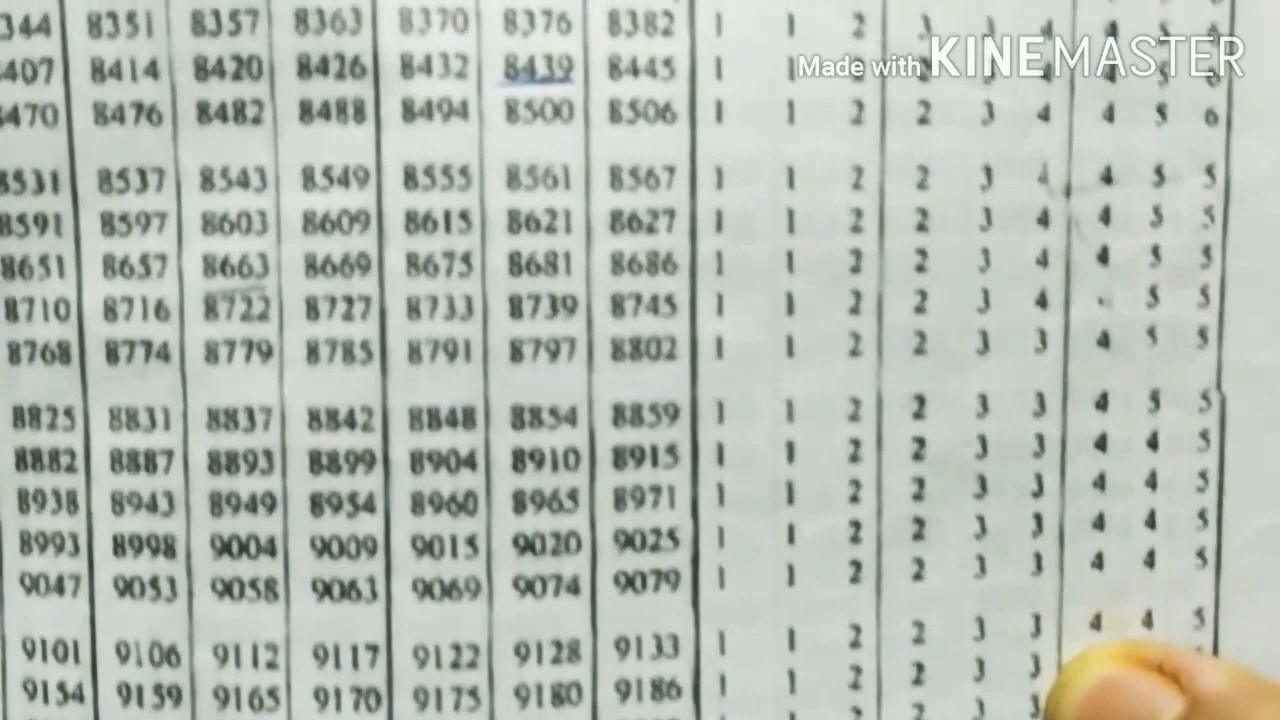 344 8351 8357 8363 8370 8376 8382 1 1 2 3 3 4 4 5 6
Made with KINEMASTER
407 8414 8420 8426 8432 8439 8445 1 1
470 8476 8482 8488 8494 8500 8506 1 1 2 2 3 4 4 5 6
8531 8537 8543 8549 8555 8561 8567 1 1 2 2 3 4 4 5 5
8591 8597 8603 8609 8615 8621 8627 1 1 2 2 3 4 4 5 5
8651 8657 8663 8669 8675 8681 8686 1 1 2 2 3 4 4 5 5
8710 8716 8722 8727 8733 8739 8745 1 1 2 2 3 4 5 5
8768 8774 8779 8785 8791 8797 8802 1 1 2 2 3 3 4 5 5
8825 8831 8837 8842 8848 8854 8859 1 1 2 2 3 3 4 5 5
8882 8887 8893 8899 8904 8910 8915 1 1 2 2 3 3 4 4 5
8938 8943 8949 8954 8960 8965 8971 1 1 2 2 3 3 4 4 5
8993 8998 9004 9009 9015 9020 9025 1 1 2 2 3 3 4 4 5
9047 9053 9058 9063 9069 9074 9079 1 1 2 2 3 3 4 4 5
9101 9106 9112 9117 9122 9128 9133 1 1 2 2 3 3 4 4 5
9154 9159 9165 9170 9175 9180 9186 1 1 2 2 3 3
2 3 3